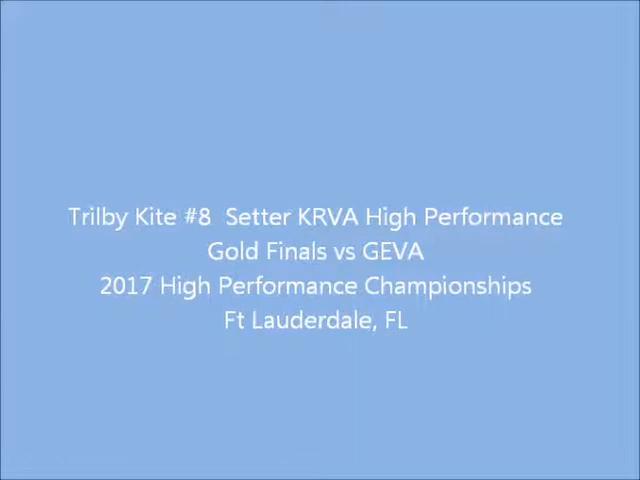 Trilby Kite #8  Setter KRVA High Performance
Gold Finals vs GEVA
2017 High Performance Championships
Ft Lauderdale, FL